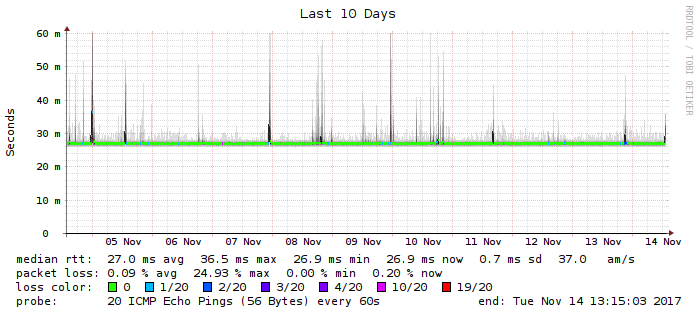 Last 10 Days
RRDTOOL / TOBI OETIKER
Seconds
60 m
50 m
40 m
30 m
20 m
10 m
0
05 Nov 06 Nov 07 Nov 08 Nov 09 Nov 10 Nov 11 Nov 12 Nov 13 Nov 14 Nov
median rtt: 27.0 ms avg 36.5 ms max 26.9 ms min 26.9 ms now 0.7 ms sd 37.0 am/s
packet loss: 0.09 % avg 24.93 % max 0.00 % min 0.20 % now
loss color: 0 1/20 2/20 3/20 4/20 10/20 19/20
probe: 20 ICMP Echo Pings (56 Bytes) every 60s end: Tue Nov 14 13:15:03 2017